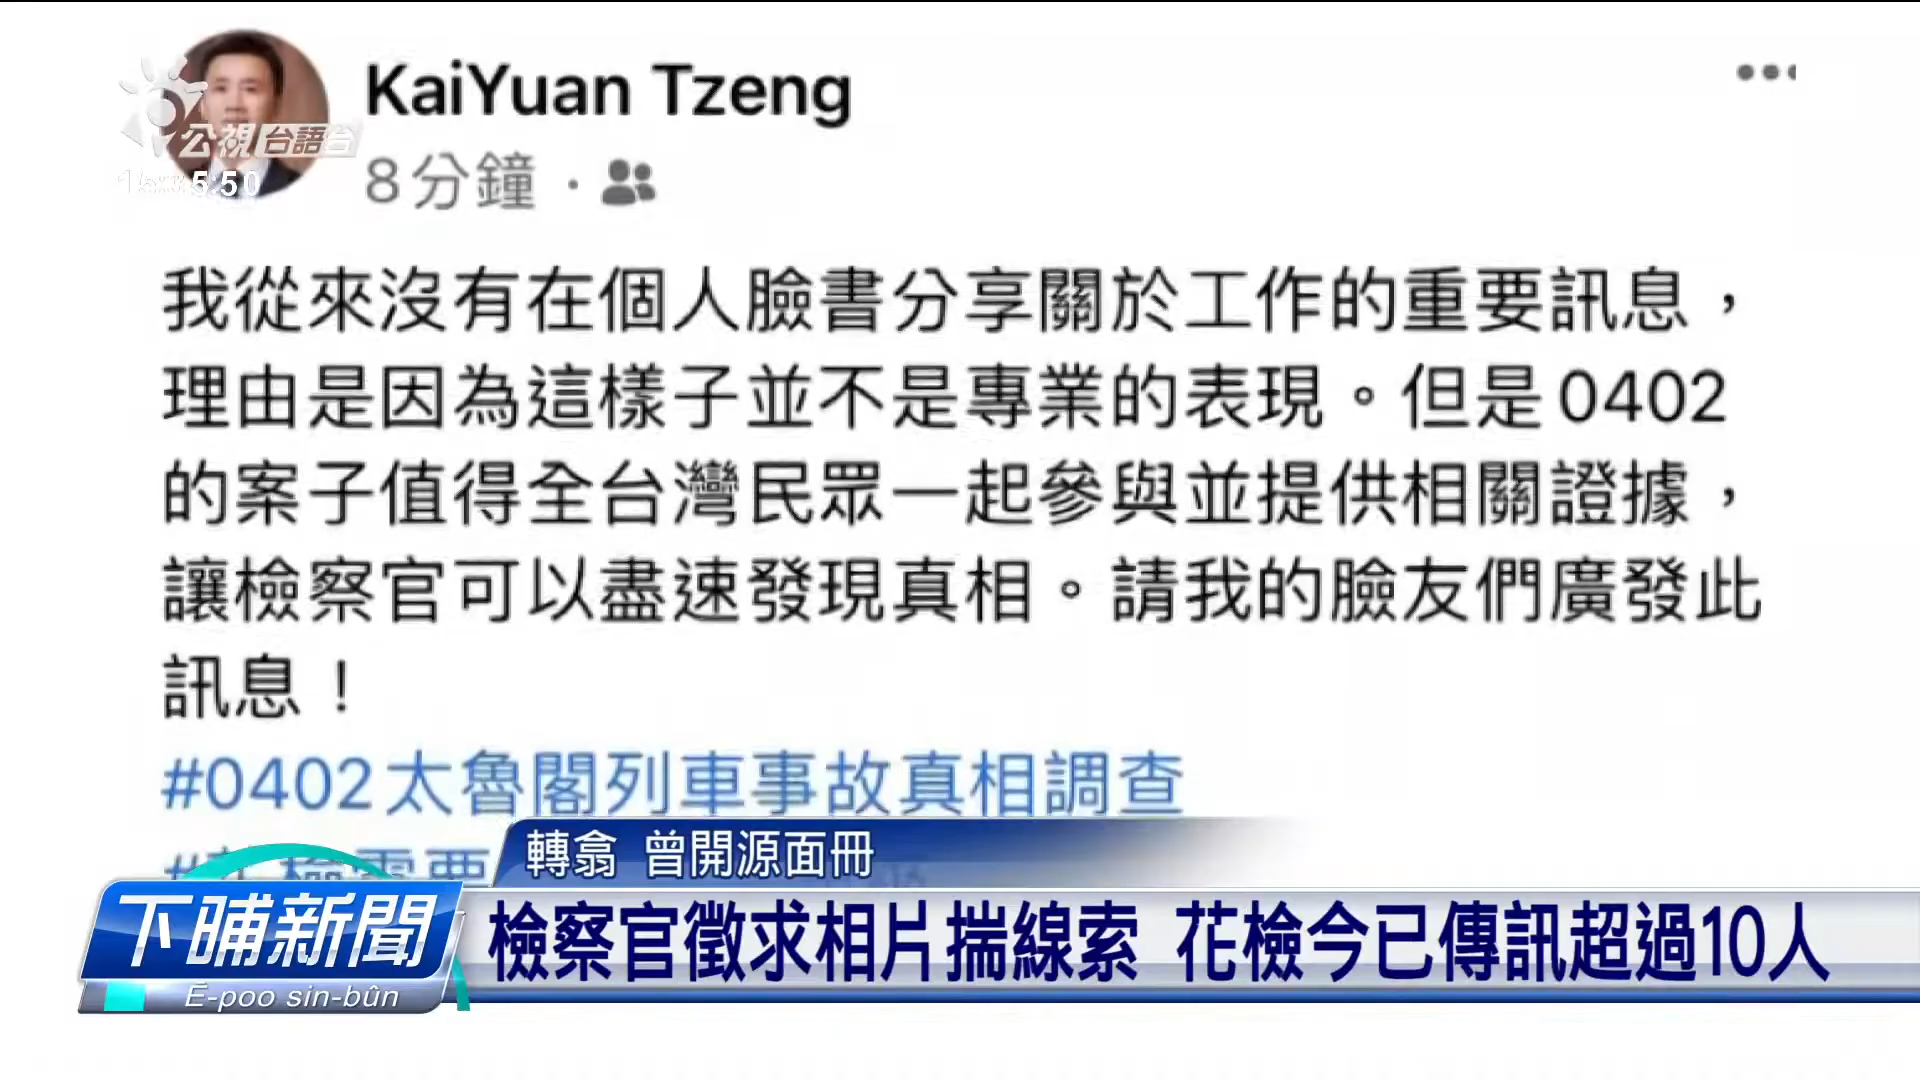 KaiYuan Tzeng
公視台語台
8分鐘
5:50
我從來沒有在個人臉書分享關於工作的重要訊息，
理由是因為這樣子並不是專業的表現。但是0402
的案子值得全台灣民眾一起參與並提供相關證據，
讓檢察官可以盡速發現真相。請我的臉友們廣發此
訊息！
#0402太魯閣列車事故真相調查
轉翕 曾開源面冊
下晡新聞
檢察官徵求相片揣線索 花檢今已傳訊超過10人
Ē-poo sin-bûn